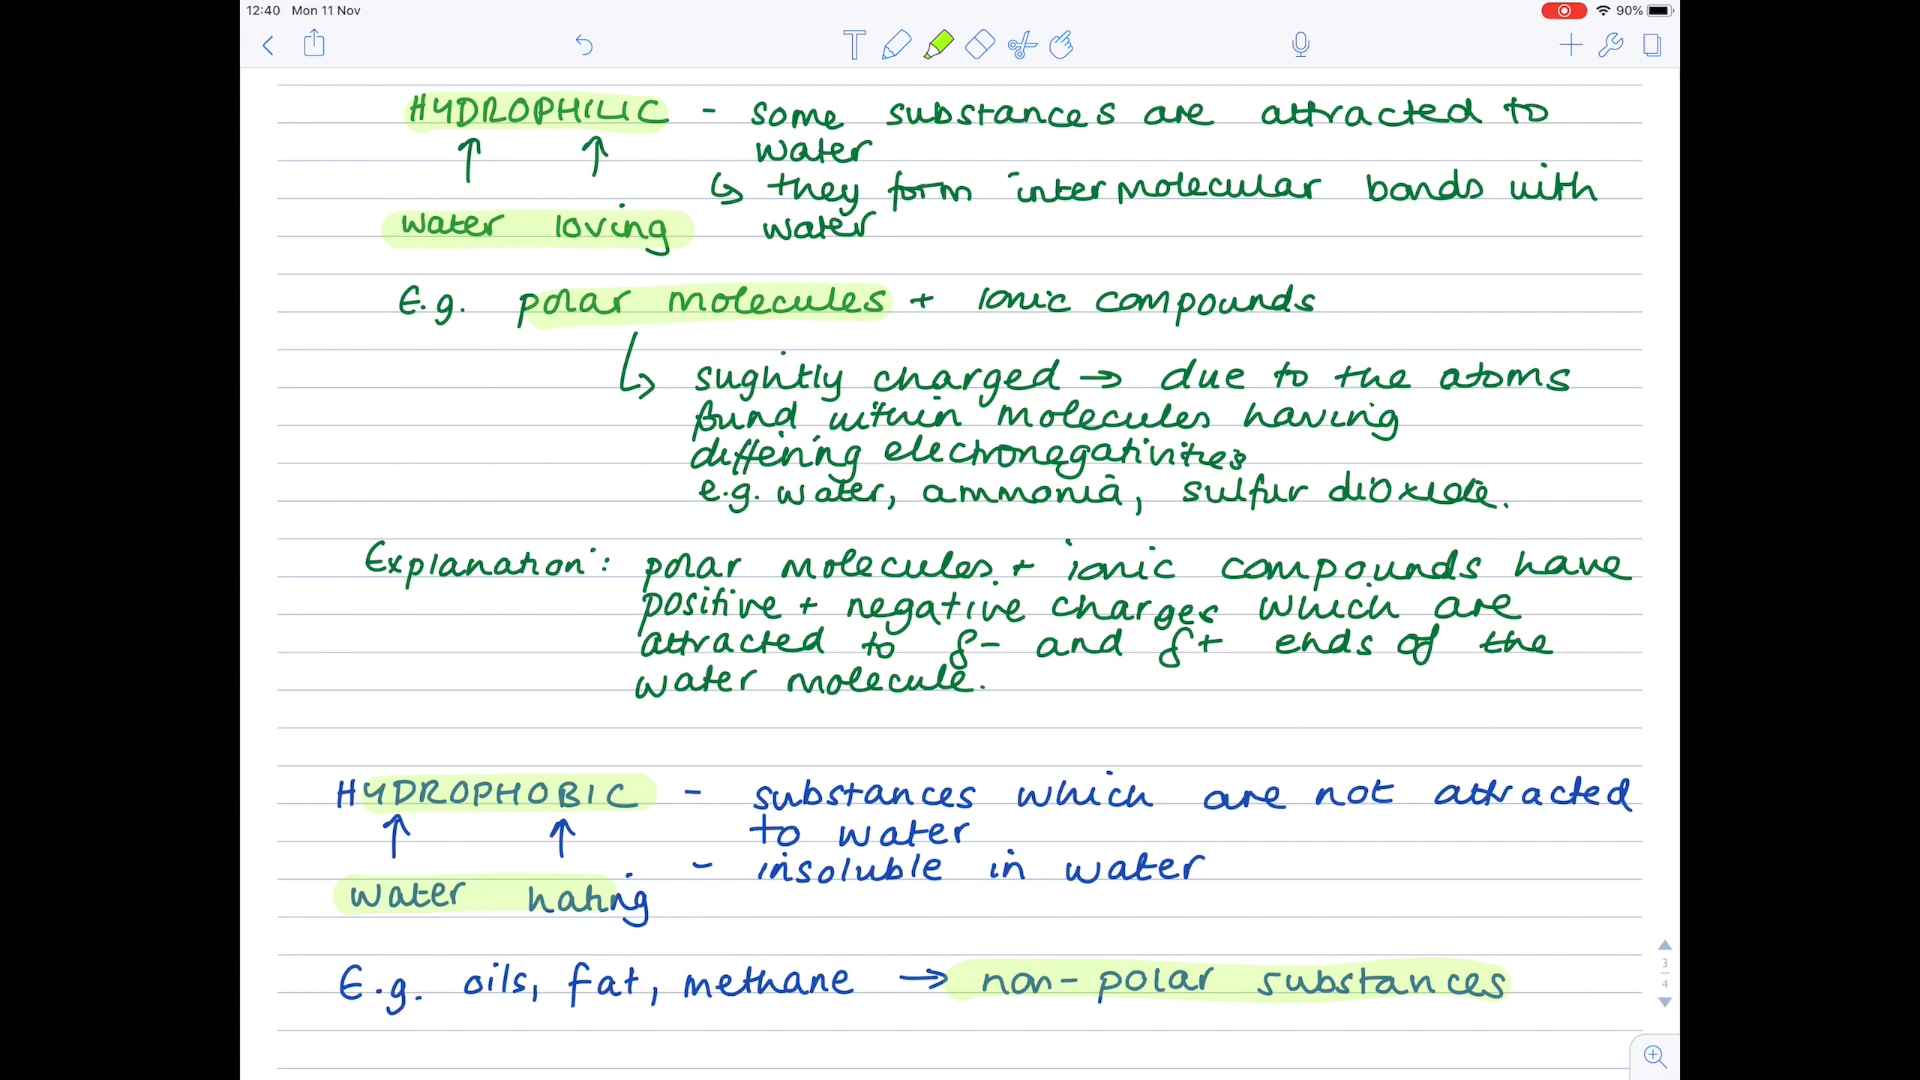 12:40 Mon 11 Nov
90%
HYDROPHILIC - some substances are attracted to
water
↳ they form intermolecular bonds with
water loving water
E.g. polar molecules + ionic compounds
↳ slightly charged → due to the atoms
found within molecules having
differing electronegativities
e.g. water, ammonia, sulfur dioxide.
Explanation: polar molecules + ionic compounds have
positive + negative charges which are
attracted to δ- and δ+ ends of the
water molecule.
HYDROPHOBIC - substances which are not attracted
to water
- insoluble in water
water hating
E.g. oils, fat, methane → non-polar substances
3
4